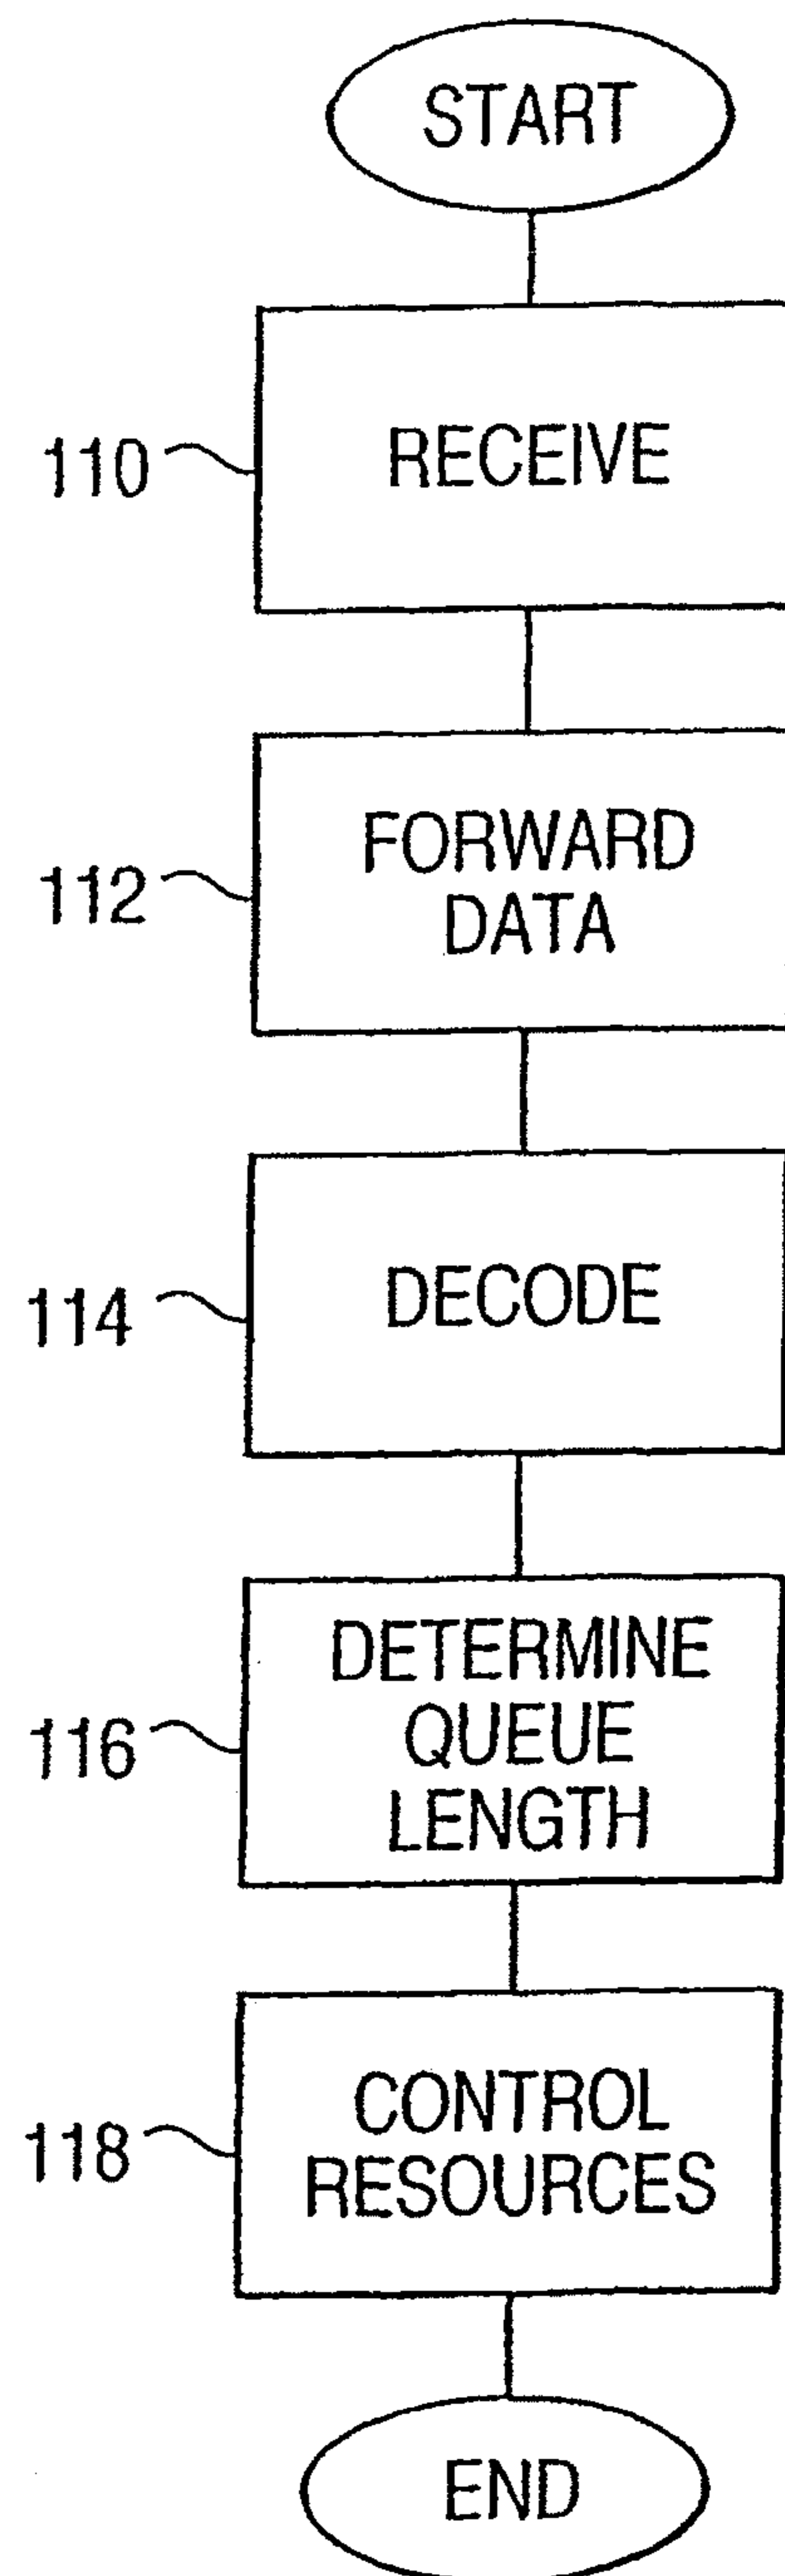 START
110
RECEIVE
112
FORWARD
DATA
114
DECODE
116
DETERMINE
QUEUE
LENGTH
118
CONTROL
RESOURCES
END